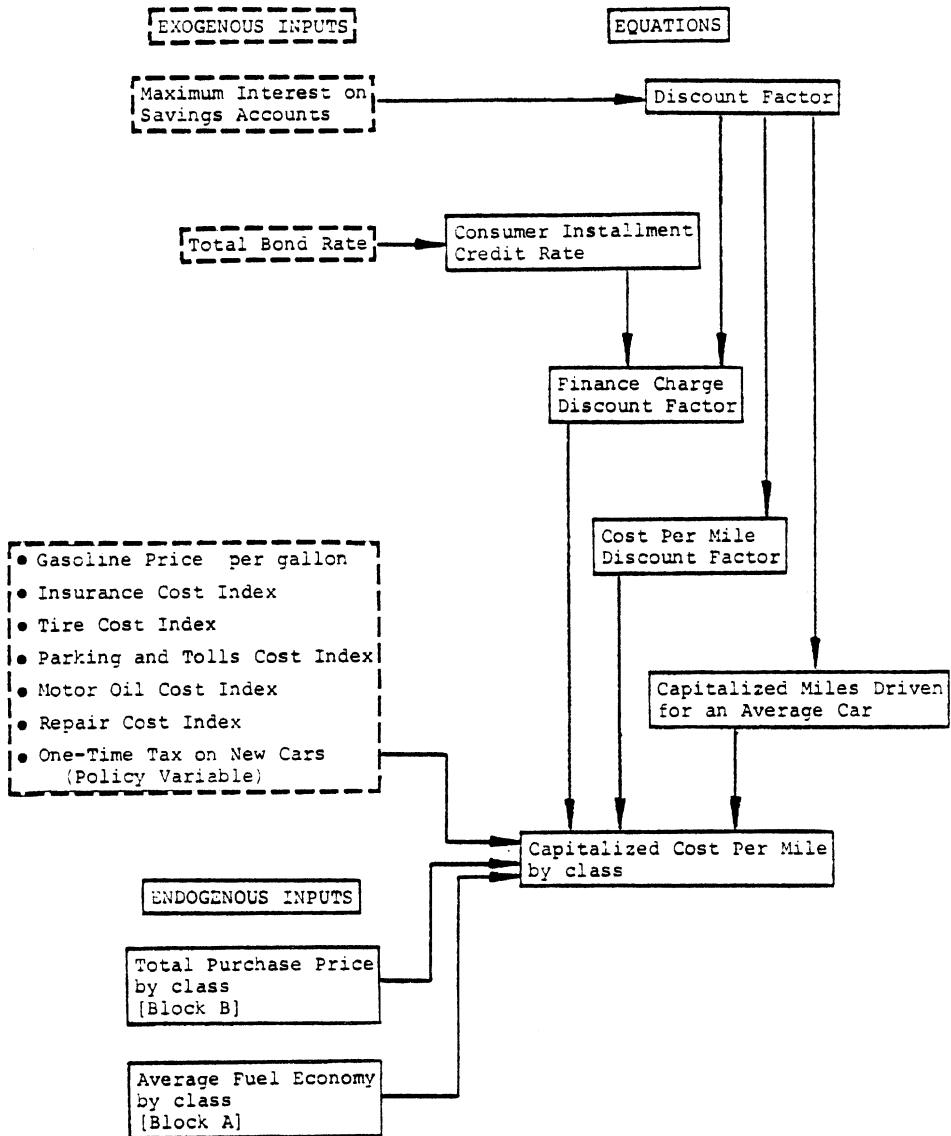 EXOGENOUS INPUTS
EQUATIONS
Maximum Interest on
Savings Accounts
Discount Factor
Total Bond Rate
Consumer Installment
Credit Rate
Finance Charge
Discount Factor
Cost Per Mile
Discount Factor
• Gasoline Price per gallon
• Insurance Cost Index
• Tire Cost Index
• Parking and Tolls Cost Index
• Motor Oil Cost Index
• Repair Cost Index
• One-Time Tax on New Cars
(Policy Variable)
Capitalized Miles Driven
for an Average Car
Capitalized Cost Per Mile
by class
ENDOGENOUS INPUTS
Total Purchase Price
by class
[Block B]
Average Fuel Economy
by class
[Block A]